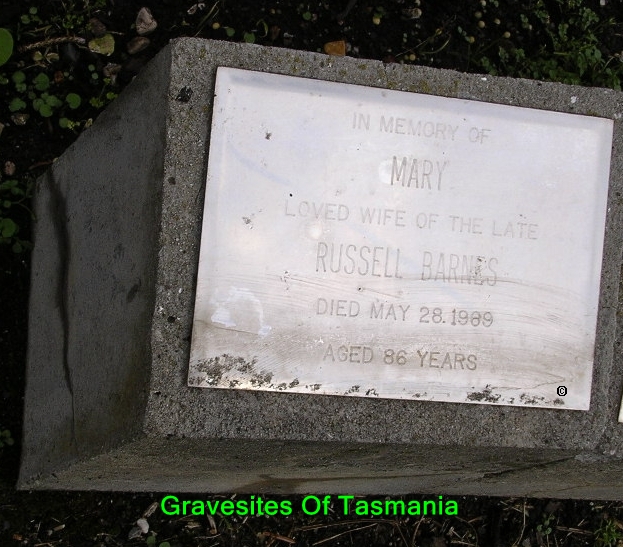 IN MEMORY OF
MARY
LOVED WIFE OF THE LATE
RUSSELL BARNES
DIED MAY 28.1989
AGED 86 YEARS
©
Gravesites Of Tasmania